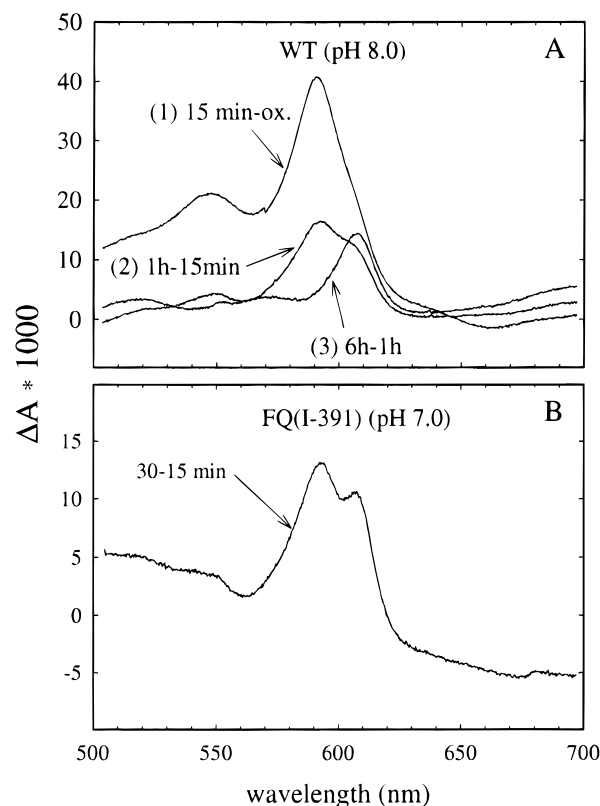 50
WT (pH 8.0)
A
40
(1) 15 min-ox.
30
20
10
(2) 1h-15min
0
(3) 6h-1h
ΔA * 1000
B
FQ(I-391) (pH 7.0)
15
30-15 min
10
5
0
-5
500 550 600 650 700
wavelength (nm)